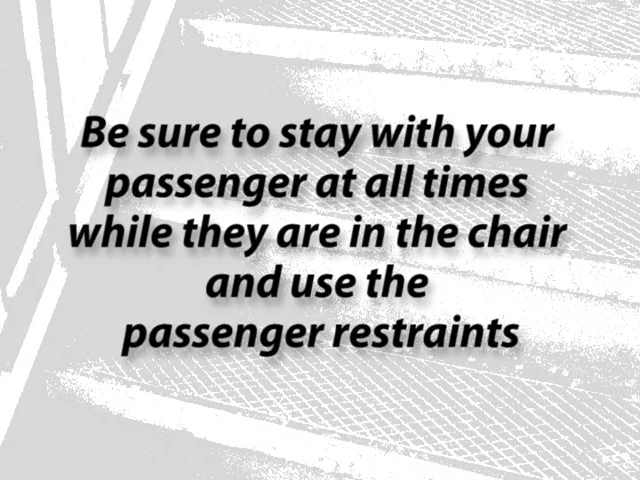 Be sure to stay with your
passenger at all times
while they are in the chair
and use the
passenger restraints